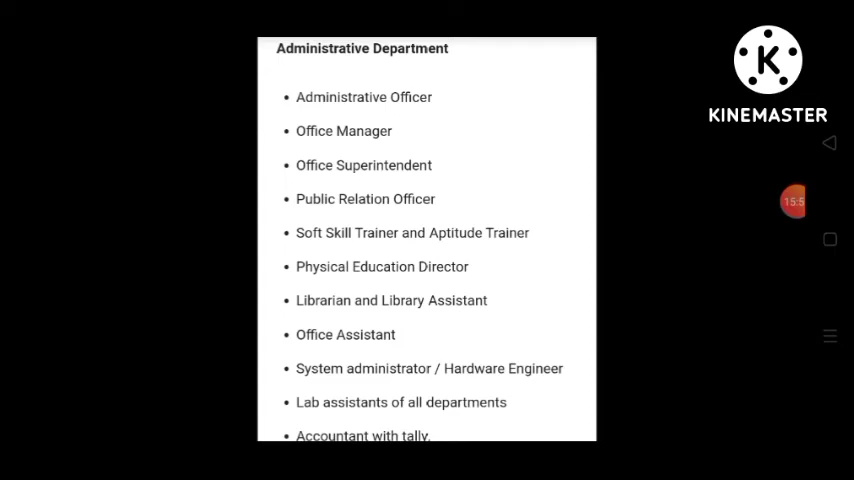 Administrative Department
KINEMASTER
• Administrative Officer
• Office Manager
• Office Superintendent
• Public Relation Officer
15:5
• Soft Skill Trainer and Aptitude Trainer
• Physical Education Director
• Librarian and Library Assistant
• Office Assistant
• System administrator / Hardware Engineer
• Lab assistants of all departments
• Accountant with tally.